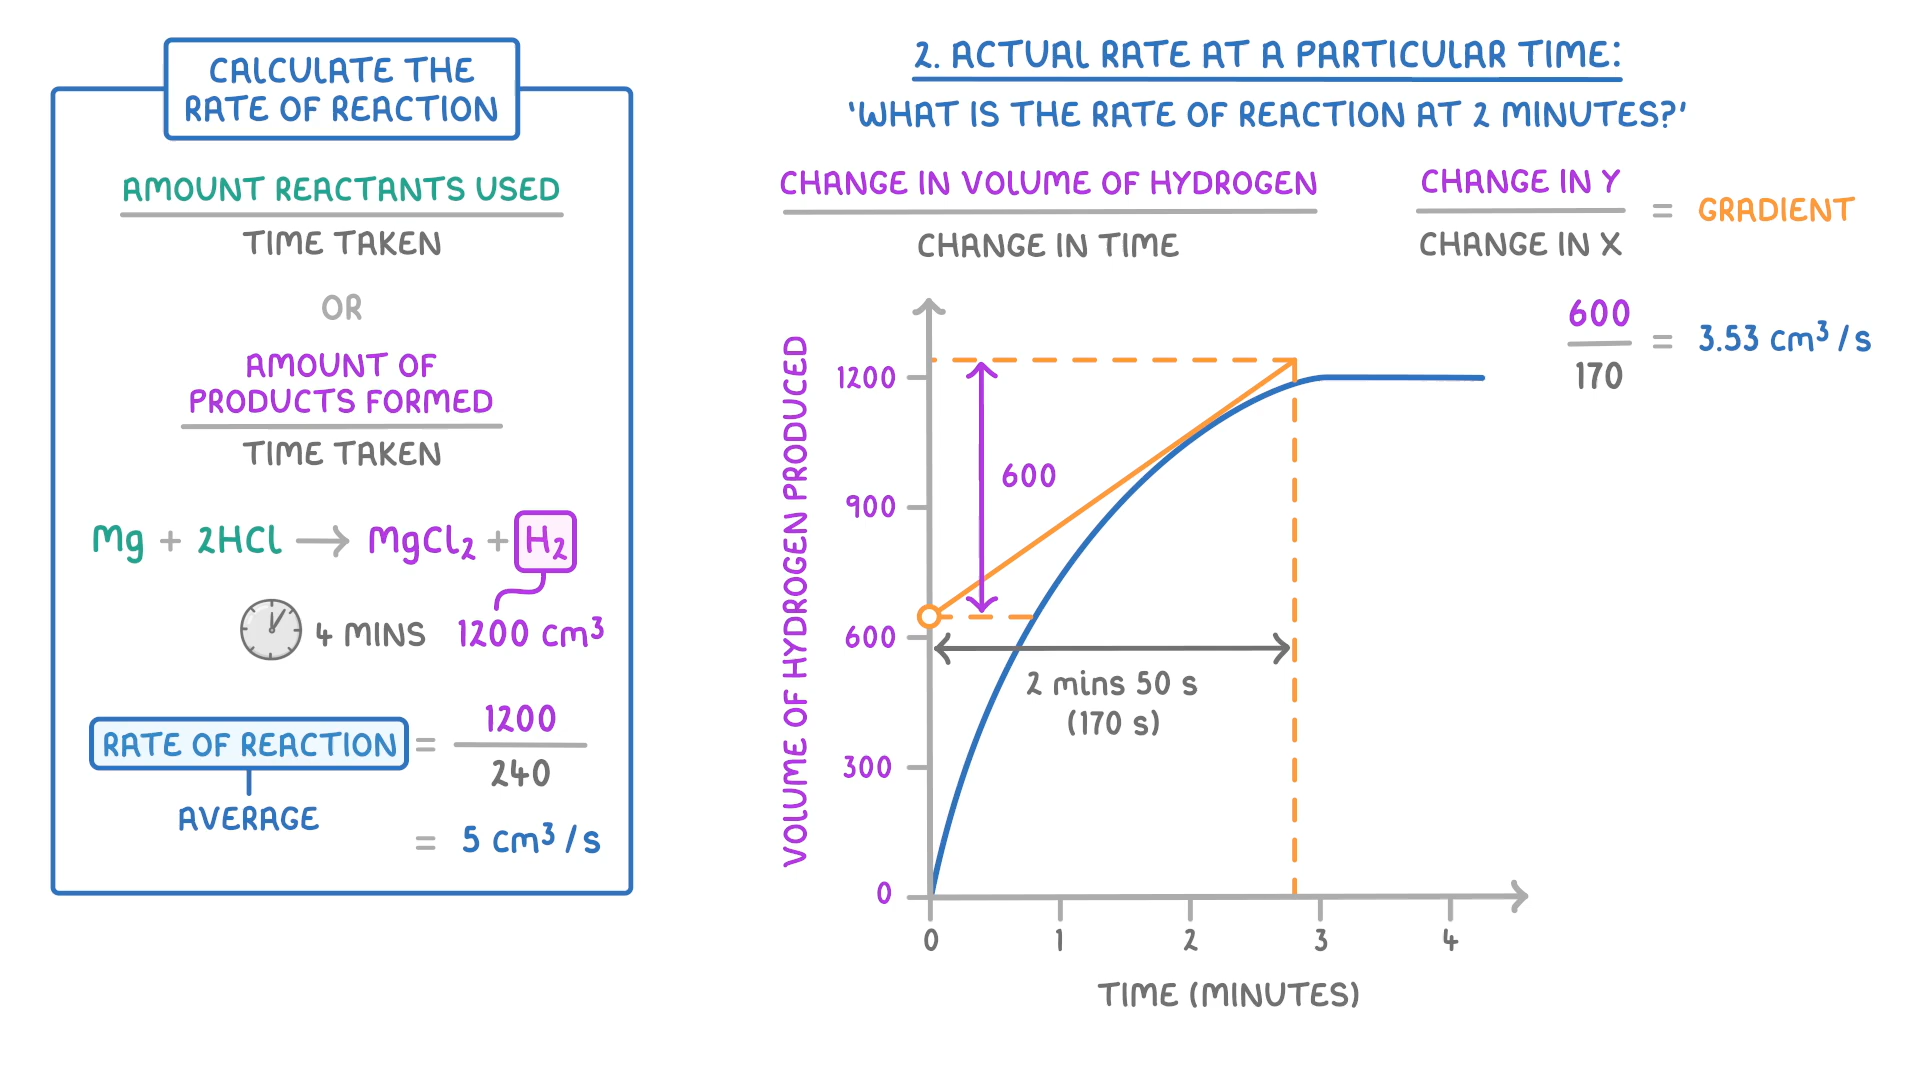 CALCULATE THE
RATE OF REACTION
AMOUNT REACTANTS USED
TIME TAKEN
OR
AMOUNT OF
PRODUCTS FORMED
TIME TAKEN
Mg + 2HCl ⟶ MgCl₂ + H₂
4 MINS 1200 cm³
RATE OF REACTION = 1200
240
AVERAGE
= 5 cm³/s
2. ACTUAL RATE AT A PARTICULAR TIME:
'WHAT IS THE RATE OF REACTION AT 2 MINUTES?'
CHANGE IN VOLUME OF HYDROGEN
CHANGE IN TIME
CHANGE IN Y
CHANGE IN X
= GRADIENT
600
170
= 3.53 cm³/s
VOLUME OF HYDROGEN PRODUCED
1200
900
600
300
0
600
2 mins 50 s
(170 s)
0 1 2 3 4
TIME (MINUTES)